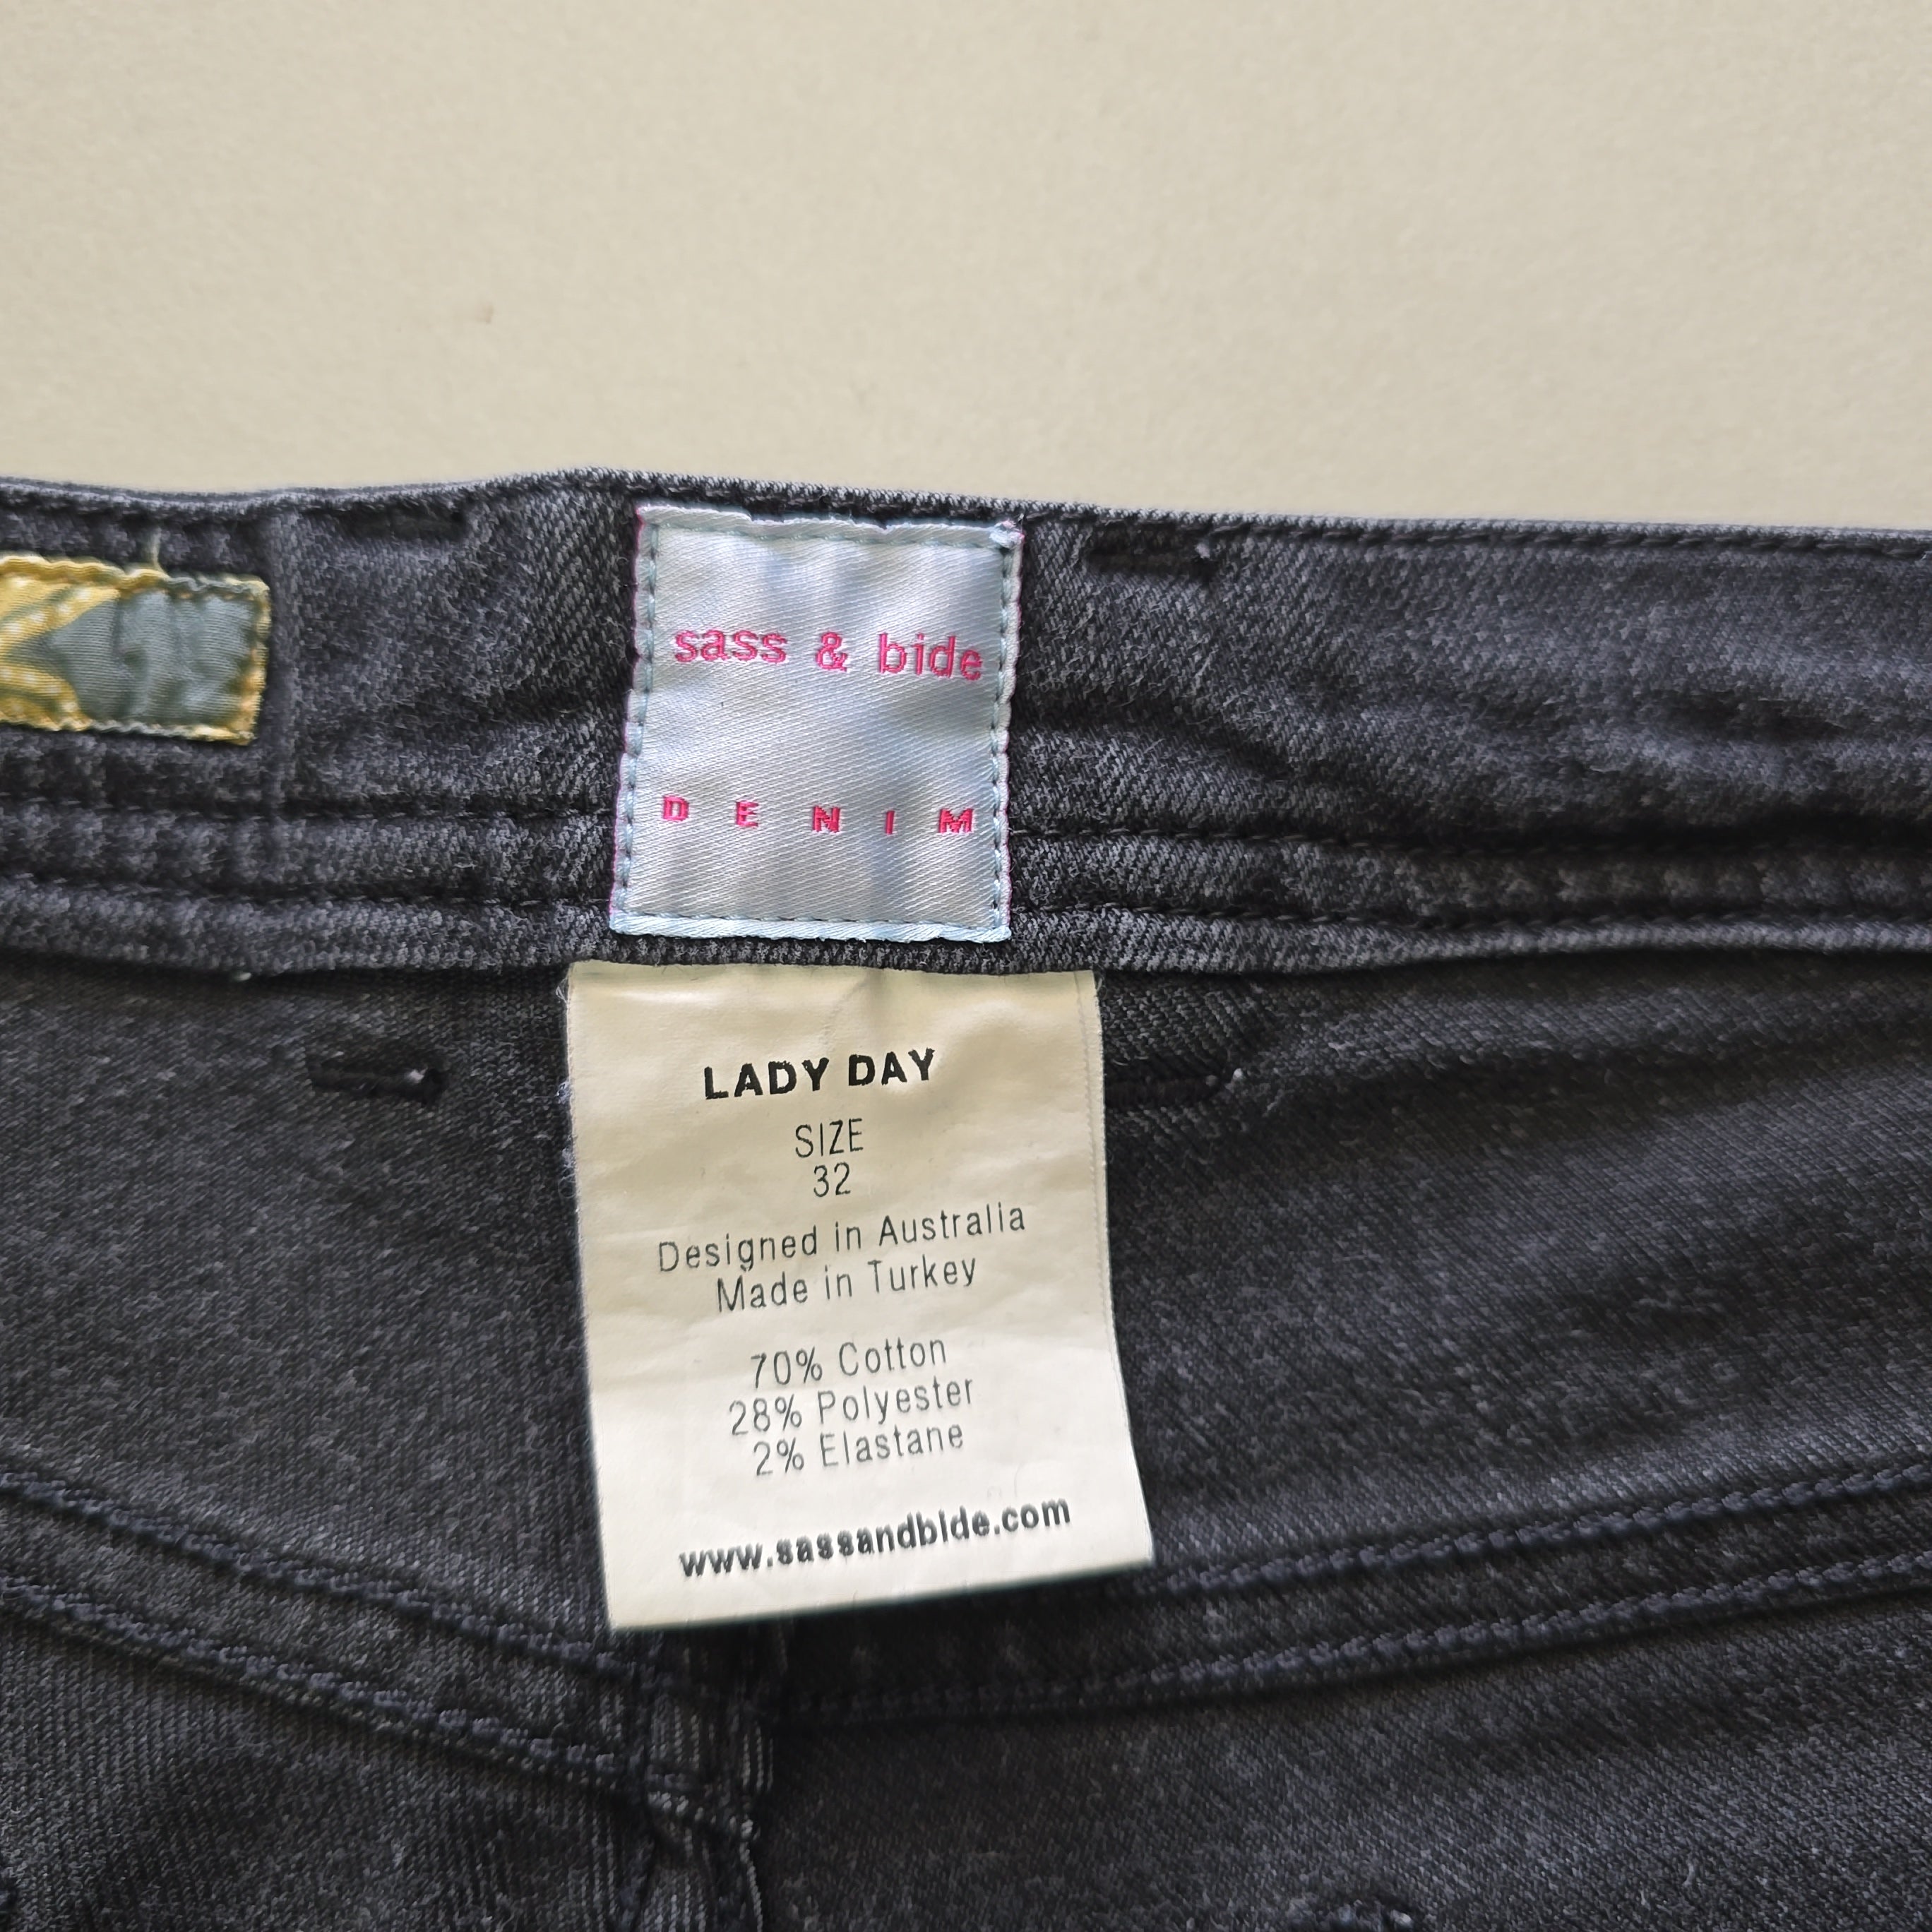 sass & bide
DENIM
LADY DAY
SIZE
32
Designed in Australia
Made in Turkey
70% Cotton
28% Polyester
2% Elastane
www.sassandbide.com